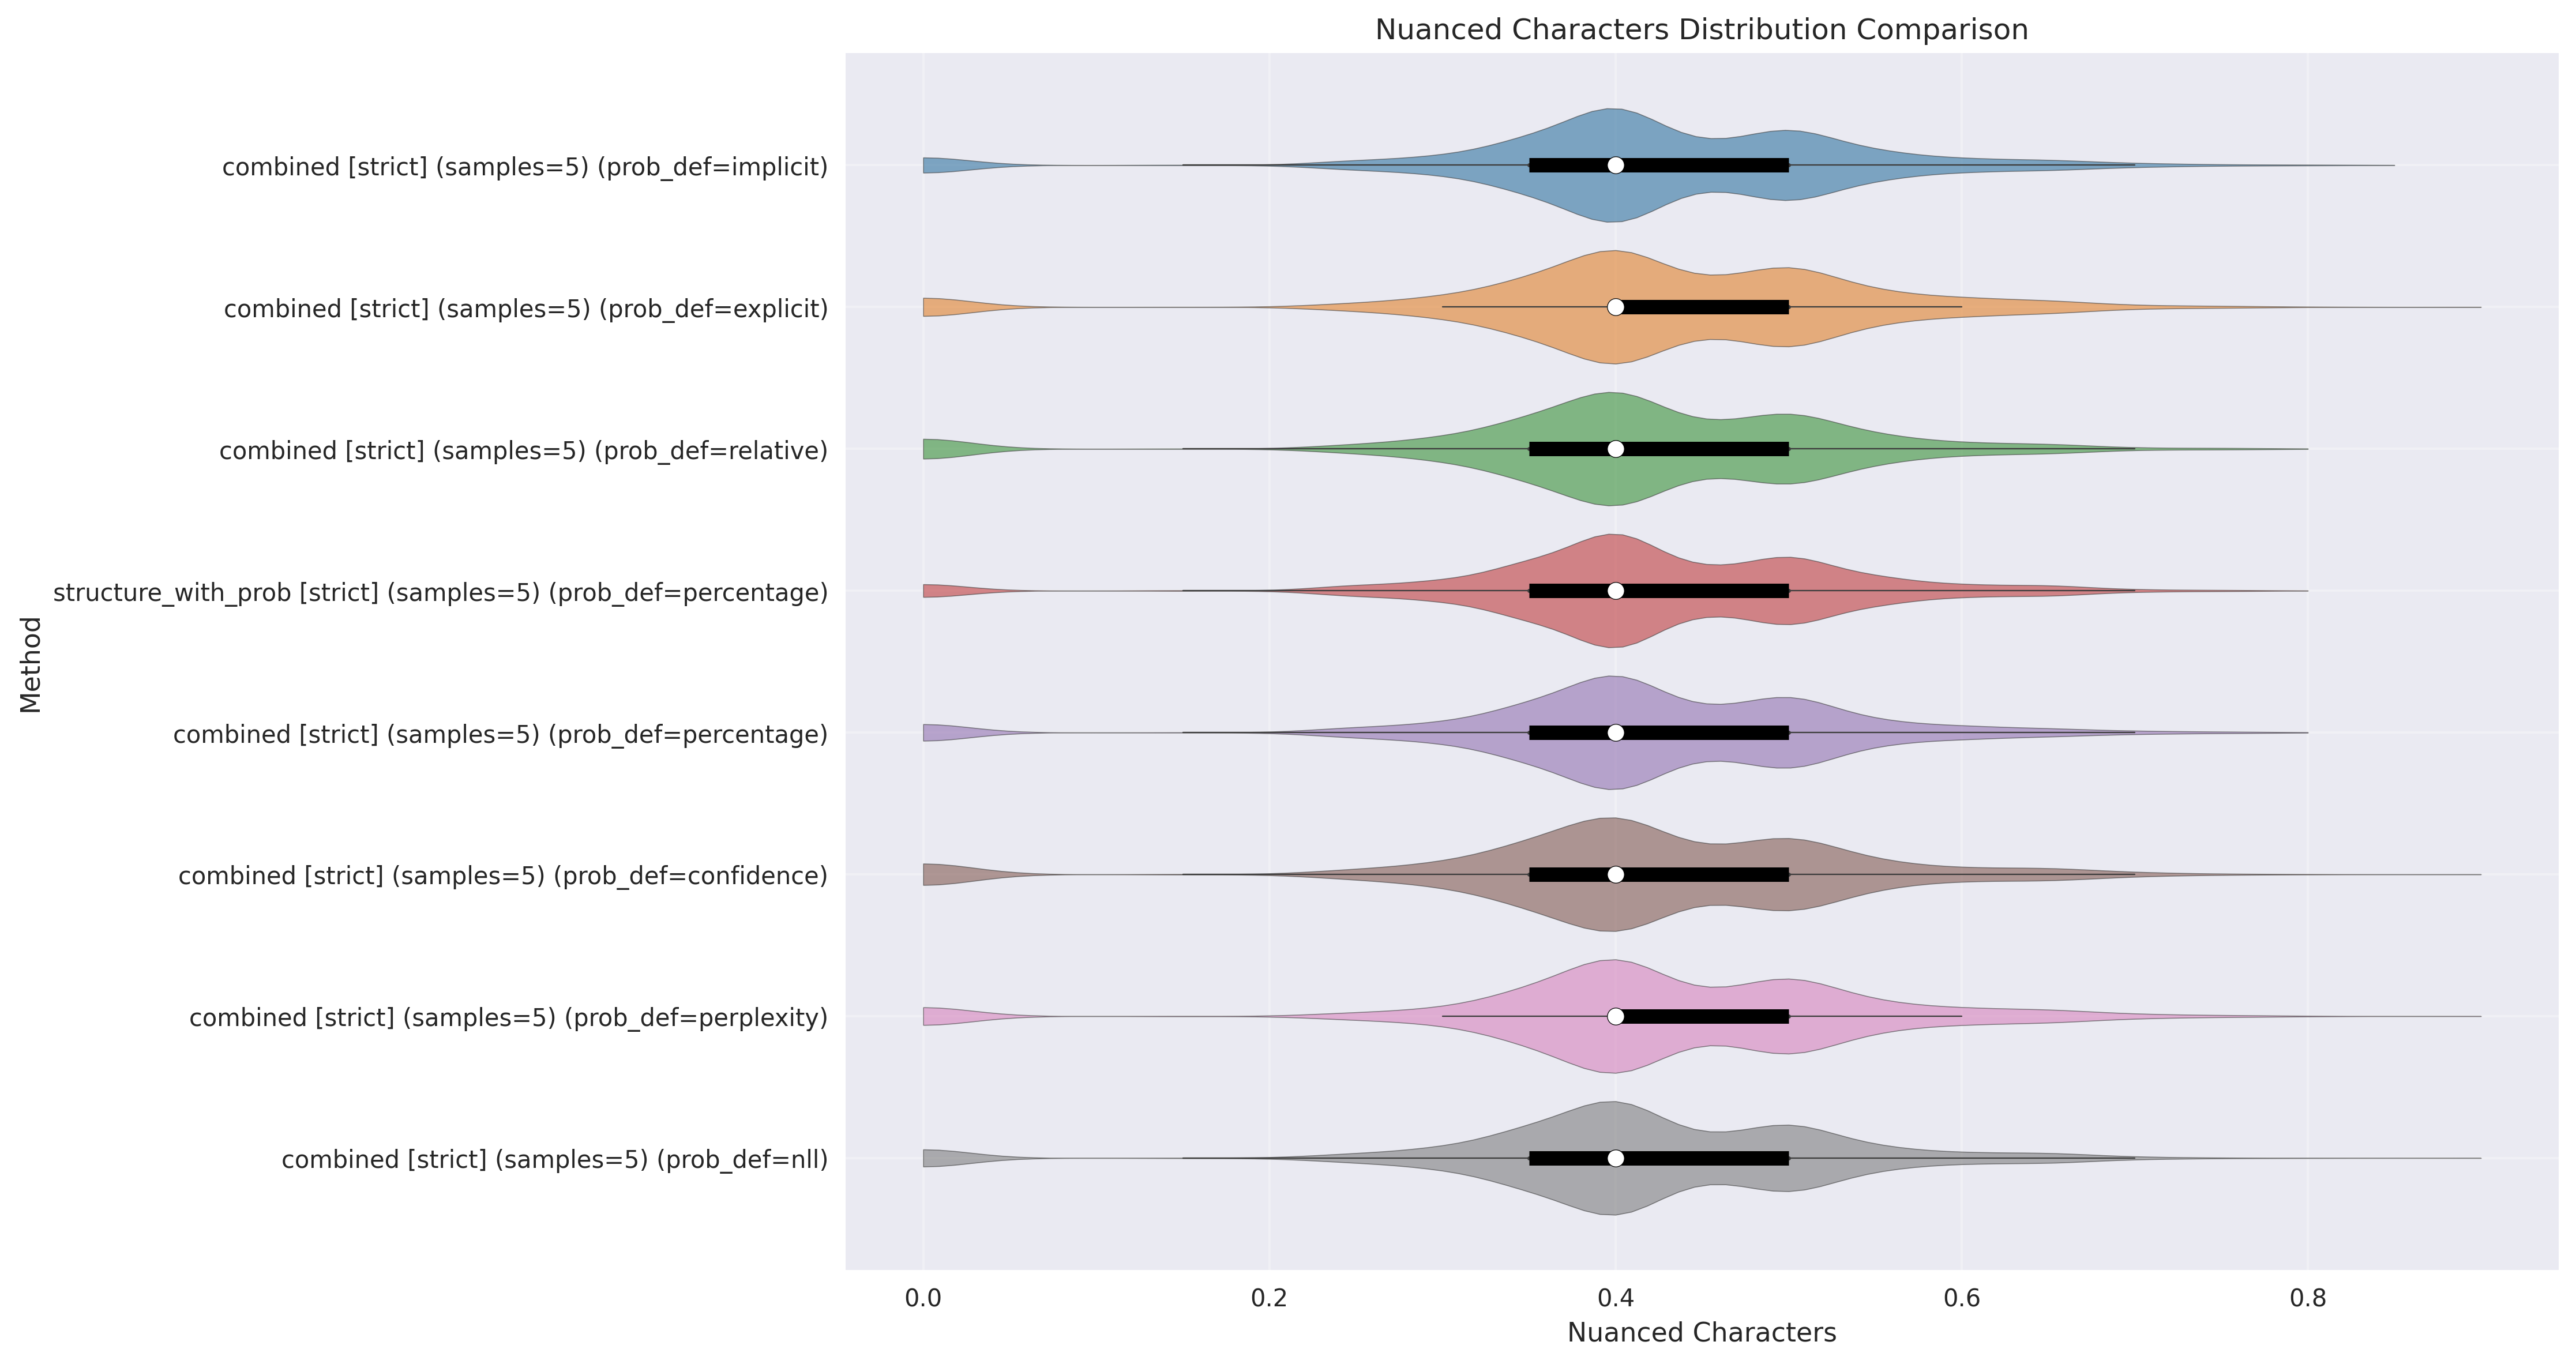 Nuanced Characters Distribution Comparison
Method
combined [strict] (samples=5) (prob_def=implicit)
combined [strict] (samples=5) (prob_def=explicit)
combined [strict] (samples=5) (prob_def=relative)
structure_with_prob [strict] (samples=5) (prob_def=percentage)
combined [strict] (samples=5) (prob_def=percentage)
combined [strict] (samples=5) (prob_def=confidence)
combined [strict] (samples=5) (prob_def=perplexity)
combined [strict] (samples=5) (prob_def=nll)
0.0 0.2 0.4 0.6 0.8
Nuanced Characters